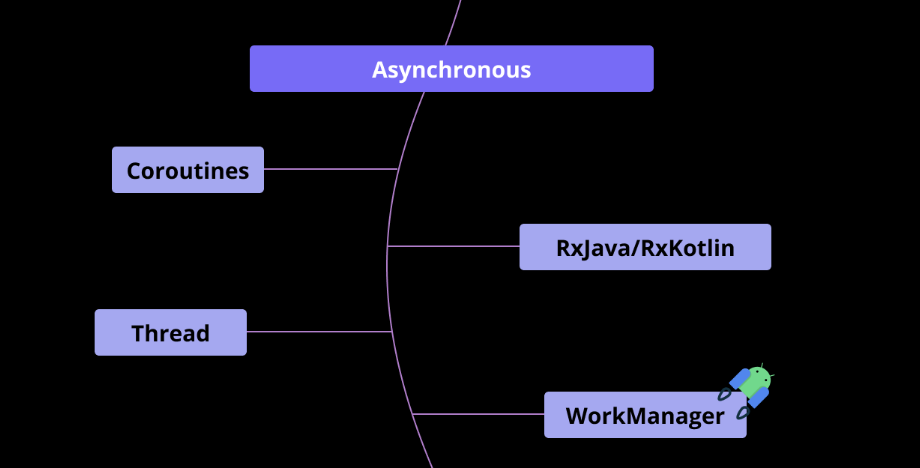 Asynchronous
Coroutines
RxJava/RxKotlin
Thread
WorkManager